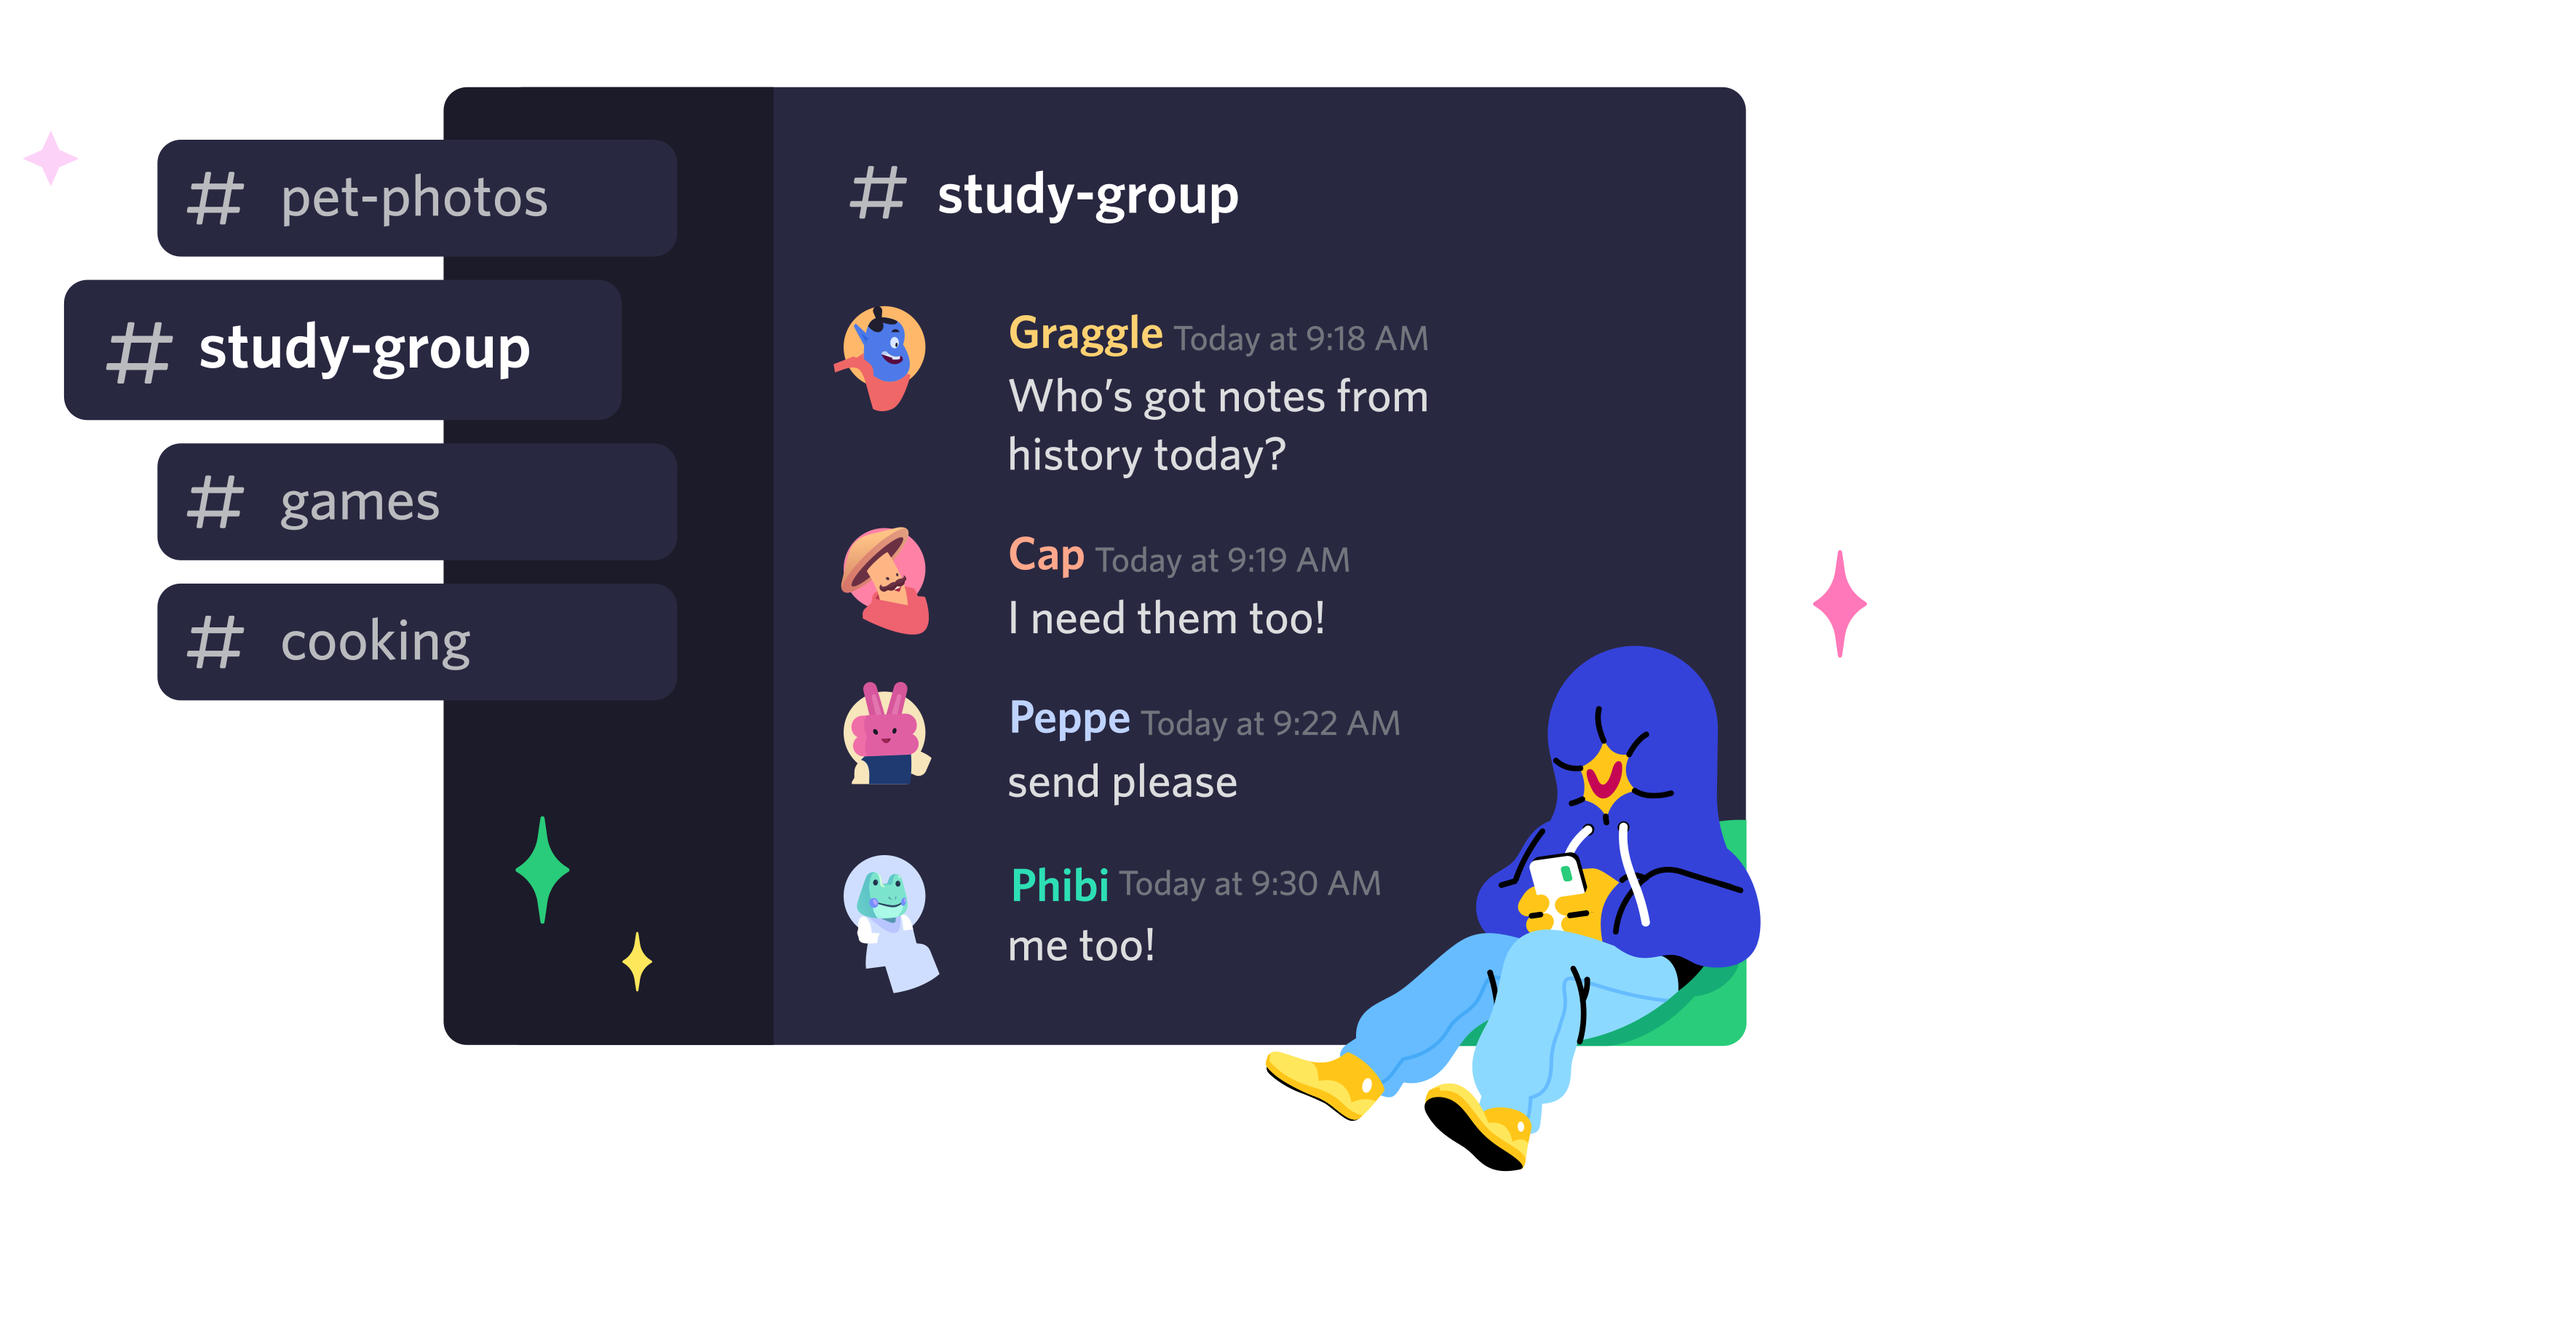 # pet-photos
# study-group
# games
# cooking
# study-group
Graggle Today at 9:18 AM
Who’s got notes from
history today?
Cap Today at 9:19 AM
I need them too!
Peppe Today at 9:22 AM
send please
Phibi Today at 9:30 AM
me too!